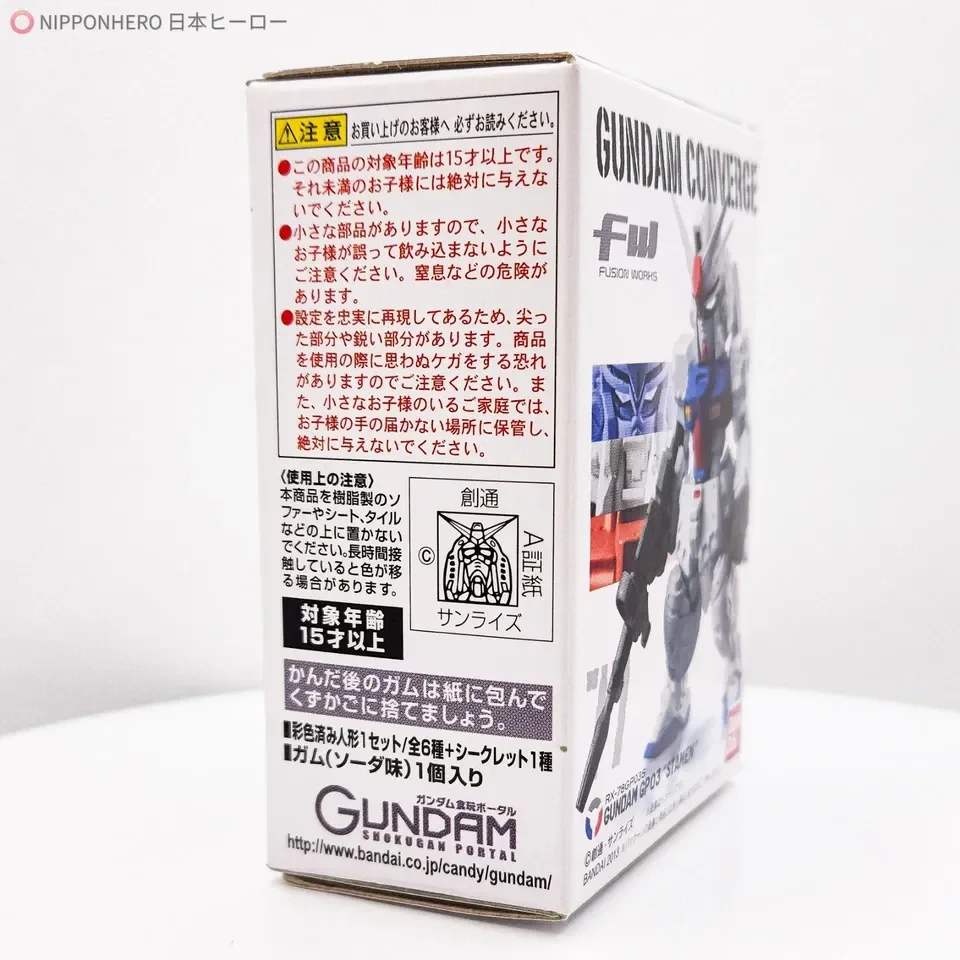 NIPPONHERO 日本ヒーロー
注意 お買い上げのお客様へ 必ずお読みください。
●この商品の対象年齢は15才以上です。
それ未満のお子様には絶対に与えな
いでください。
●小さな部品がありますので、小さな
お子様が誤って飲み込まないように
ご注意ください。窒息などの危険が
あります。
●設定を忠実に再現してあるため、尖っ
た部分や鋭い部分があります。商品
を使用の際に思わぬケガをする恐れ
がありますのでご注意ください。ま
た、小さなお子様のいるご家庭では、
お子様の手の届かない場所に保管し、
絶対に与えないでください。
〈使用上の注意〉
本商品を樹脂製のソ
ファーやシート、タイル
などの上に置かない
でください。長時間接
触していると色が移
る場合があります。
対象年齢
15才以上
創通
©
A証紙
サンライズ
かんだ後のガムは紙に包んで
くずかごに捨てましょう。
▮彩色済み人形1セット/全6種+シークレット1種
▮ガム(ソーダ味)1個入り
ガンダム食玩ポータル
GUNDAM
SHOKUGAN PORTAL
http://www.bandai.co.jp/candy/gundam/
GUNDAM CONVERGE
FW
FUSION WORKS
RX-78GP03S
GUNDAM GP03 "STAMEN"
©創通・サンライズ
BANDAI 2013